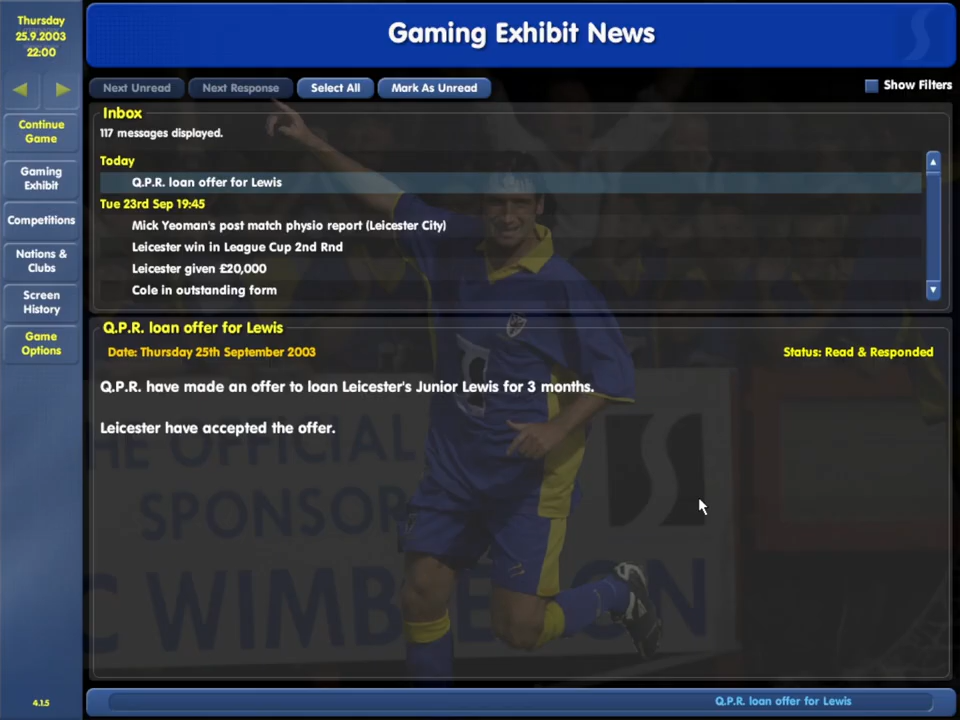 Thursday
25.9.2003
22:00
Gaming Exhibit News
Next Unread
Next Response
Select All
Mark As Unread
Show Filters
Continue
Game
Gaming
Exhibit
Competitions
Nations &
Clubs
Screen
History
Game
Options
Inbox
117 messages displayed.
Today
Q.P.R. loan offer for Lewis
Tue 23rd Sep 19:45
Mick Yeoman's post match physio report (Leicester City)
Leicester win in League Cup 2nd Rnd
Leicester given £20,000
Cole in outstanding form
Q.P.R. loan offer for Lewis
Date: Thursday 25th September 2003
Status: Read & Responded
Q.P.R. have made an offer to loan Leicester's Junior Lewis for 3 months.
Leicester have accepted the offer.
HE OFFICIAL
SPONSOR
C WIMBLEDON
4.1.5
Q.P.R. loan offer for Lewis